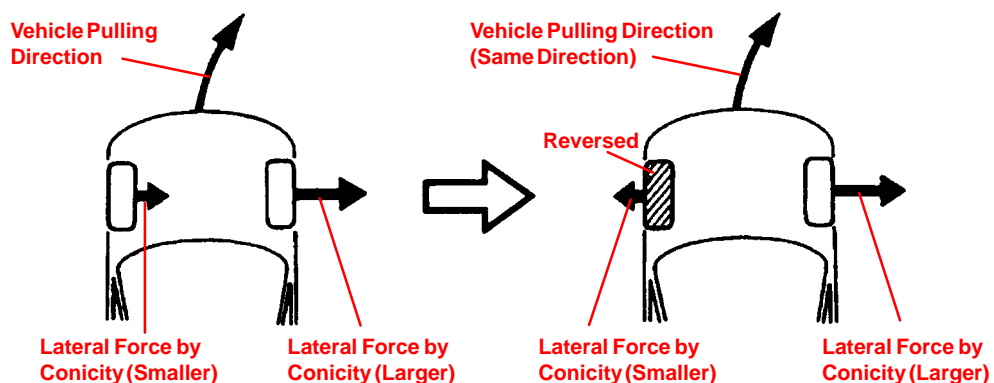 Vehicle Pulling
Direction
Vehicle Pulling Direction
(Same Direction)
Reversed
Lateral Force by
Conicity (Smaller)
Lateral Force by
Conicity (Larger)
Lateral Force by
Conicity (Smaller)
Lateral Force by
Conicity (Larger)